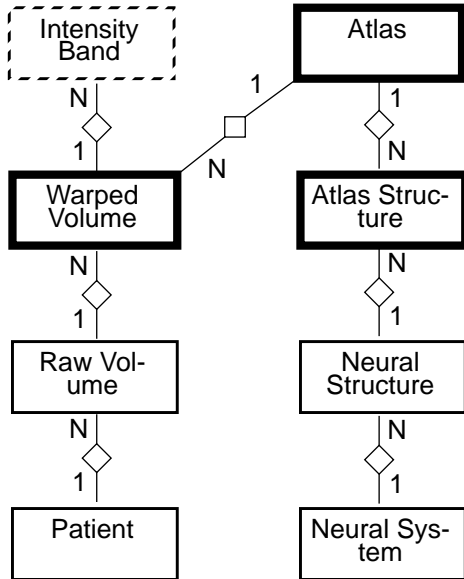 Intensity
Band
Atlas
N
1
1
N
1
N
Warped
Volume
Atlas Struc-
ture
N
1
N
1
Raw Vol-
ume
Neural
Structure
N
1
N
1
Patient
Neural Sys-
tem